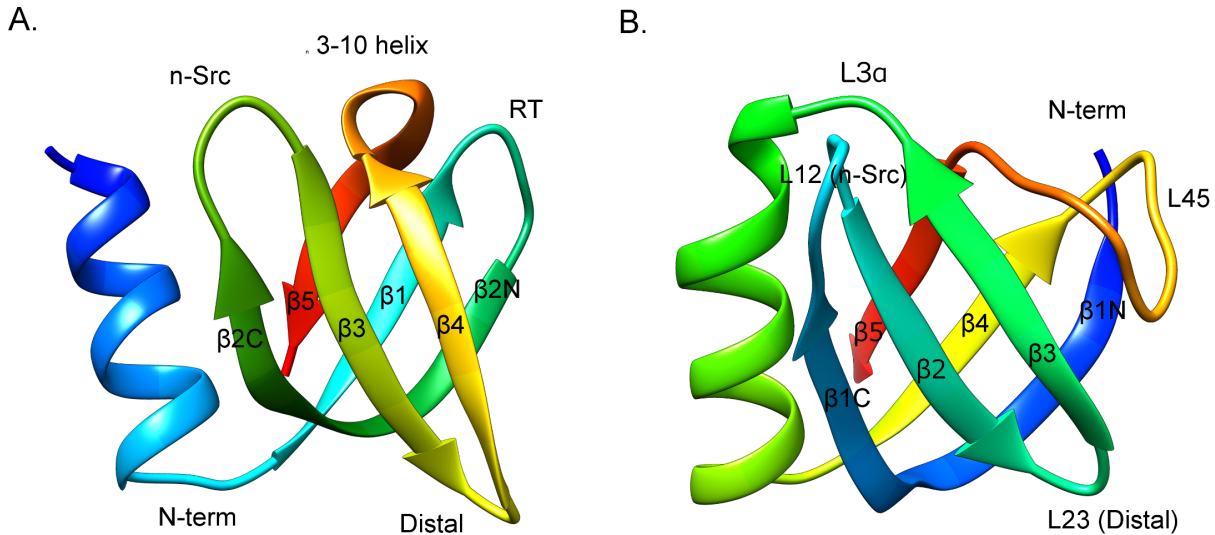 A.
B.
n 3-10 helix
n-Src
RT
β5
β1
β2N
β2C
β3
β4
N-term
Distal
L3α
N-term
L12 (n-Src)
L45
β5
β4
β1N
β2
β3
β1C
L23 (Distal)